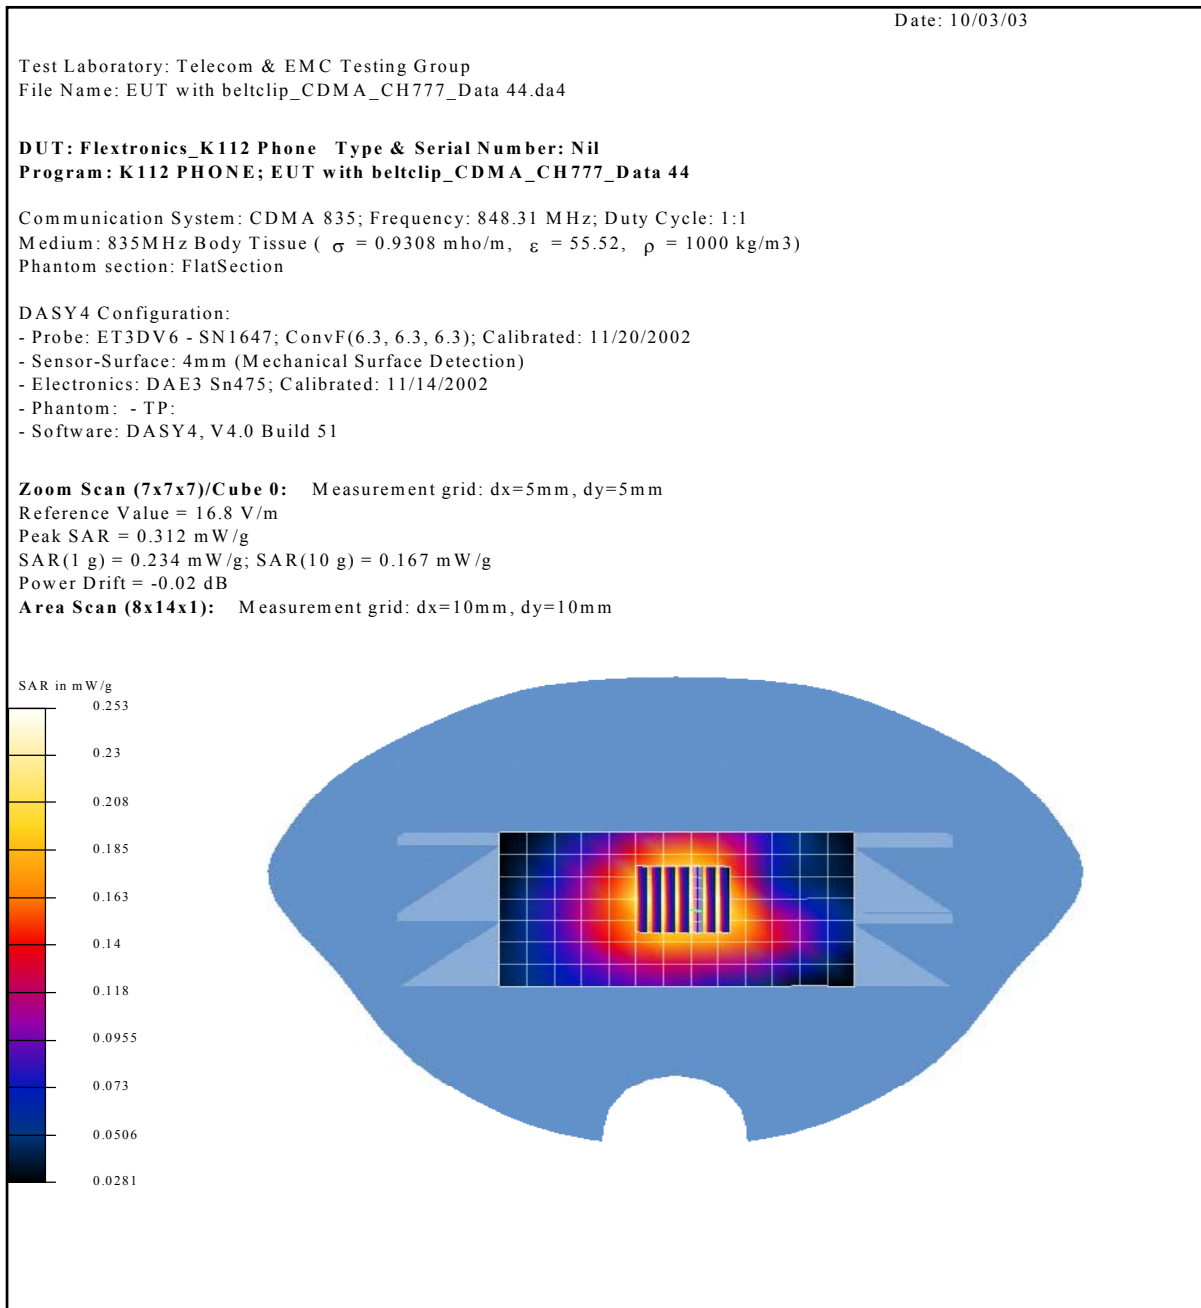 Date: 10/03/03
Test Laboratory: Telecom & EMC Testing Group
File Name: EUT with beltclip_CDMA_CH777_Data 44.da4
DUT: Flextronics_K112 Phone Type & Serial Number: Nil
Program: K112 PHONE; EUT with beltclip_CDMA_CH777_Data 44
Communication System: CDMA 835; Frequency: 848.31 MHz; Duty Cycle: 1:1
Medium: 835MHz Body Tissue ( σ = 0.9308 mho/m, ε = 55.52, ρ = 1000 kg/m3)
Phantom section: FlatSection
DASY4 Configuration:
- Probe: ET3DV6 - SN1647; ConvF(6.3, 6.3, 6.3); Calibrated: 11/20/2002
- Sensor-Surface: 4mm (Mechanical Surface Detection)
- Electronics: DAE3 Sn475; Calibrated: 11/14/2002
- Phantom: - TP:
- Software: DASY4, V4.0 Build 51
Zoom Scan (7x7x7)/Cube 0: Measurement grid: dx=5mm, dy=5mm
Reference Value = 16.8 V/m
Peak SAR = 0.312 mW/g
SAR(1 g) = 0.234 mW/g; SAR(10 g) = 0.167 mW/g
Power Drift = -0.02 dB
Area Scan (8x14x1): Measurement grid: dx=10mm, dy=10mm
SAR in mW/g
0.253
0.23
0.208
0.185
0.163
0.14
0.118
0.0955
0.073
0.0506
0.0281